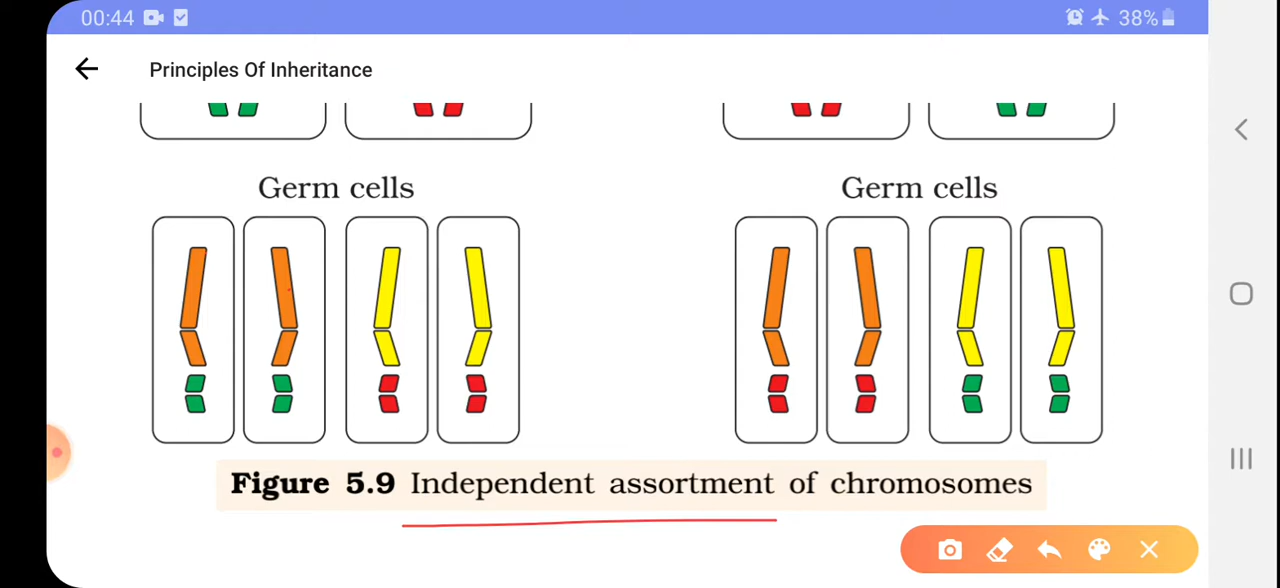 00:44 38%
Principles Of Inheritance
Germ cells Germ cells
Figure 5.9 Independent assortment of chromosomes